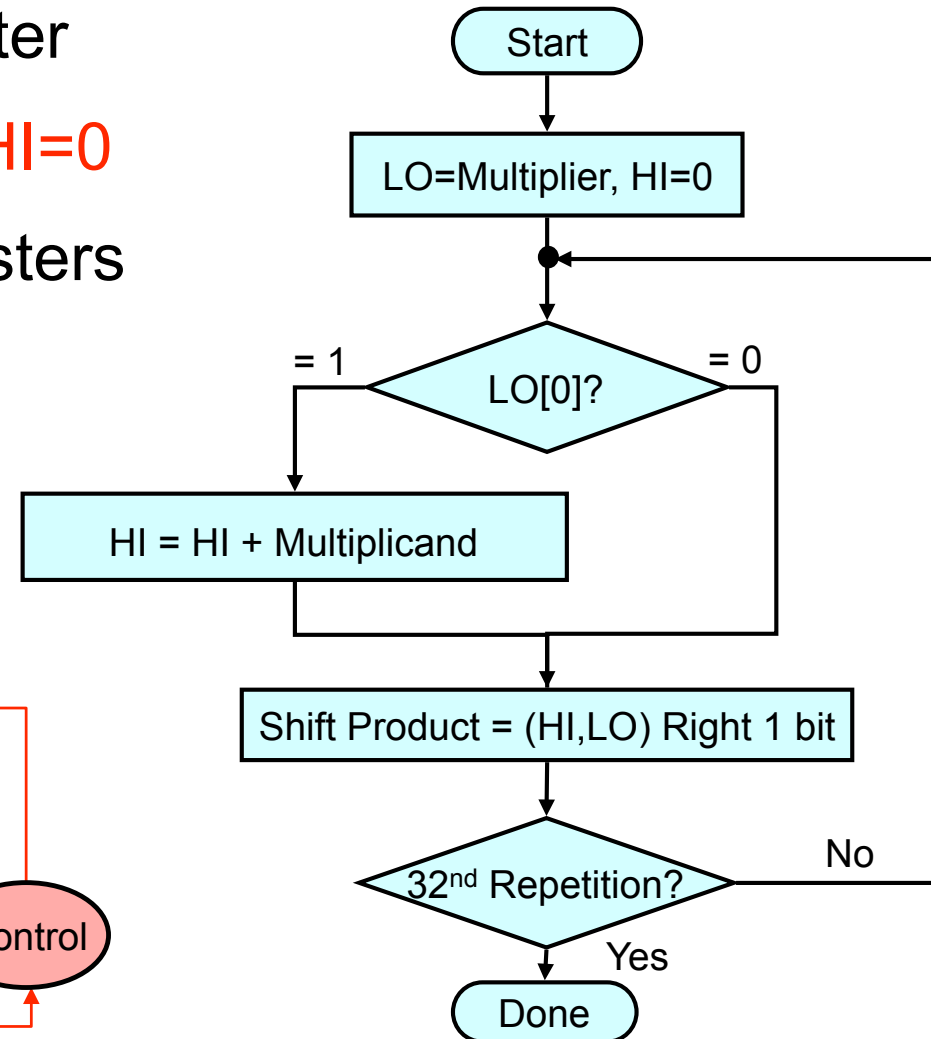 ter
HI=0
sters
Start
LO=Multiplier, HI=0
= 1
= 0
LO[0]?
HI = HI + Multiplicand
Shift Product = (HI,LO) Right 1 bit
32nd Repetition?
No
Yes
Done
ontrol